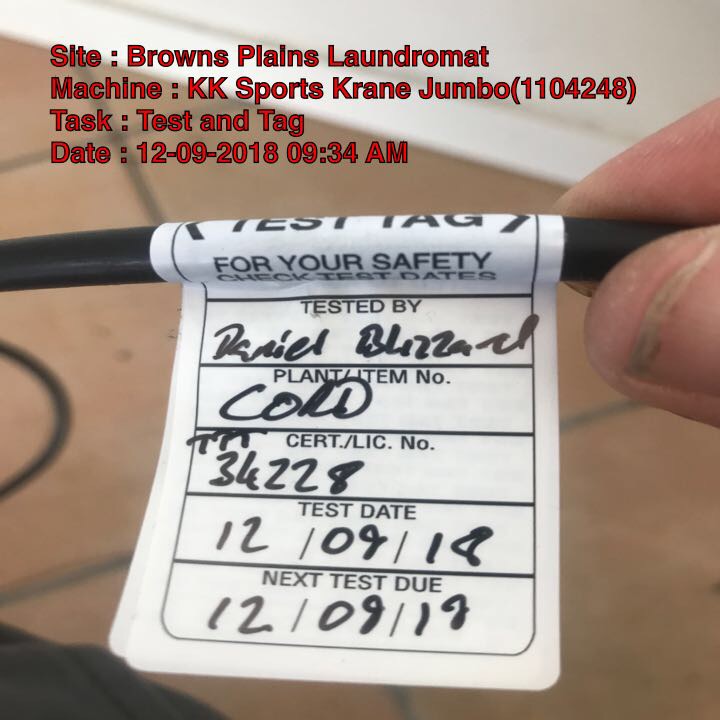 Site : Browns Plains Laundromat
Machine : KK Sports Krane Jumbo(1104248)
Task : Test and Tag
Date : 12-09-2018 09:34 AM
( TEST TAG )
FOR YOUR SAFETY
CHECK TEST DATES
TESTED BY
Daniel Blizzard
PLANT/ITEM No.
CORD
CERT./LIC. No.
TTT
34228
TEST DATE
12/09/18
NEXT TEST DUE
12/09/19